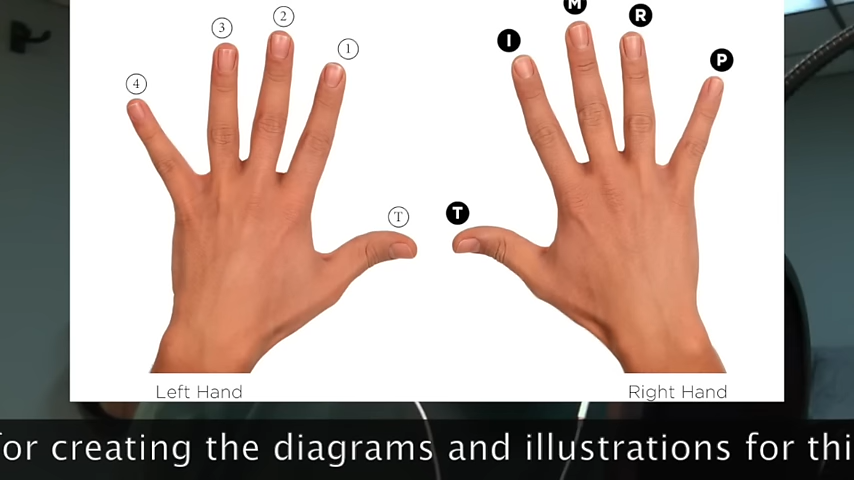 4 3 2 1 I M R P
T T
Left Hand Right Hand
for creating the diagrams and illustrations for thi